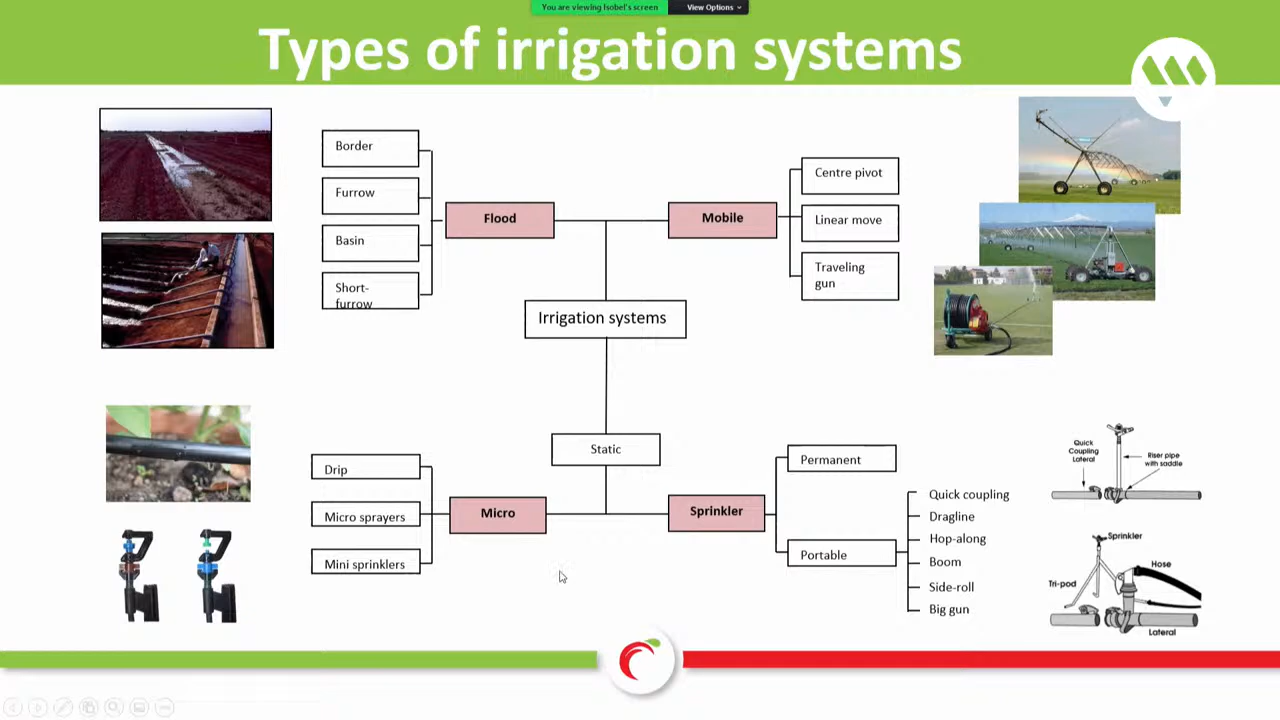 You are viewing Isobel's screen
View Options
Types of irrigation systems
Border
Furrow
Basin
Short-
furrow
Flood
Mobile
Centre pivot
Linear move
Traveling
gun
Irrigation systems
Static
Drip
Micro sprayers
Mini sprinklers
Micro
Sprinkler
Permanent
Portable
Quick coupling
Dragline
Hop-along
Boom
Side-roll
Big gun
Quick
Coupling
Lateral
Riser pipe
with saddle
Sprinkler
Hose
Tri-pod
Lateral